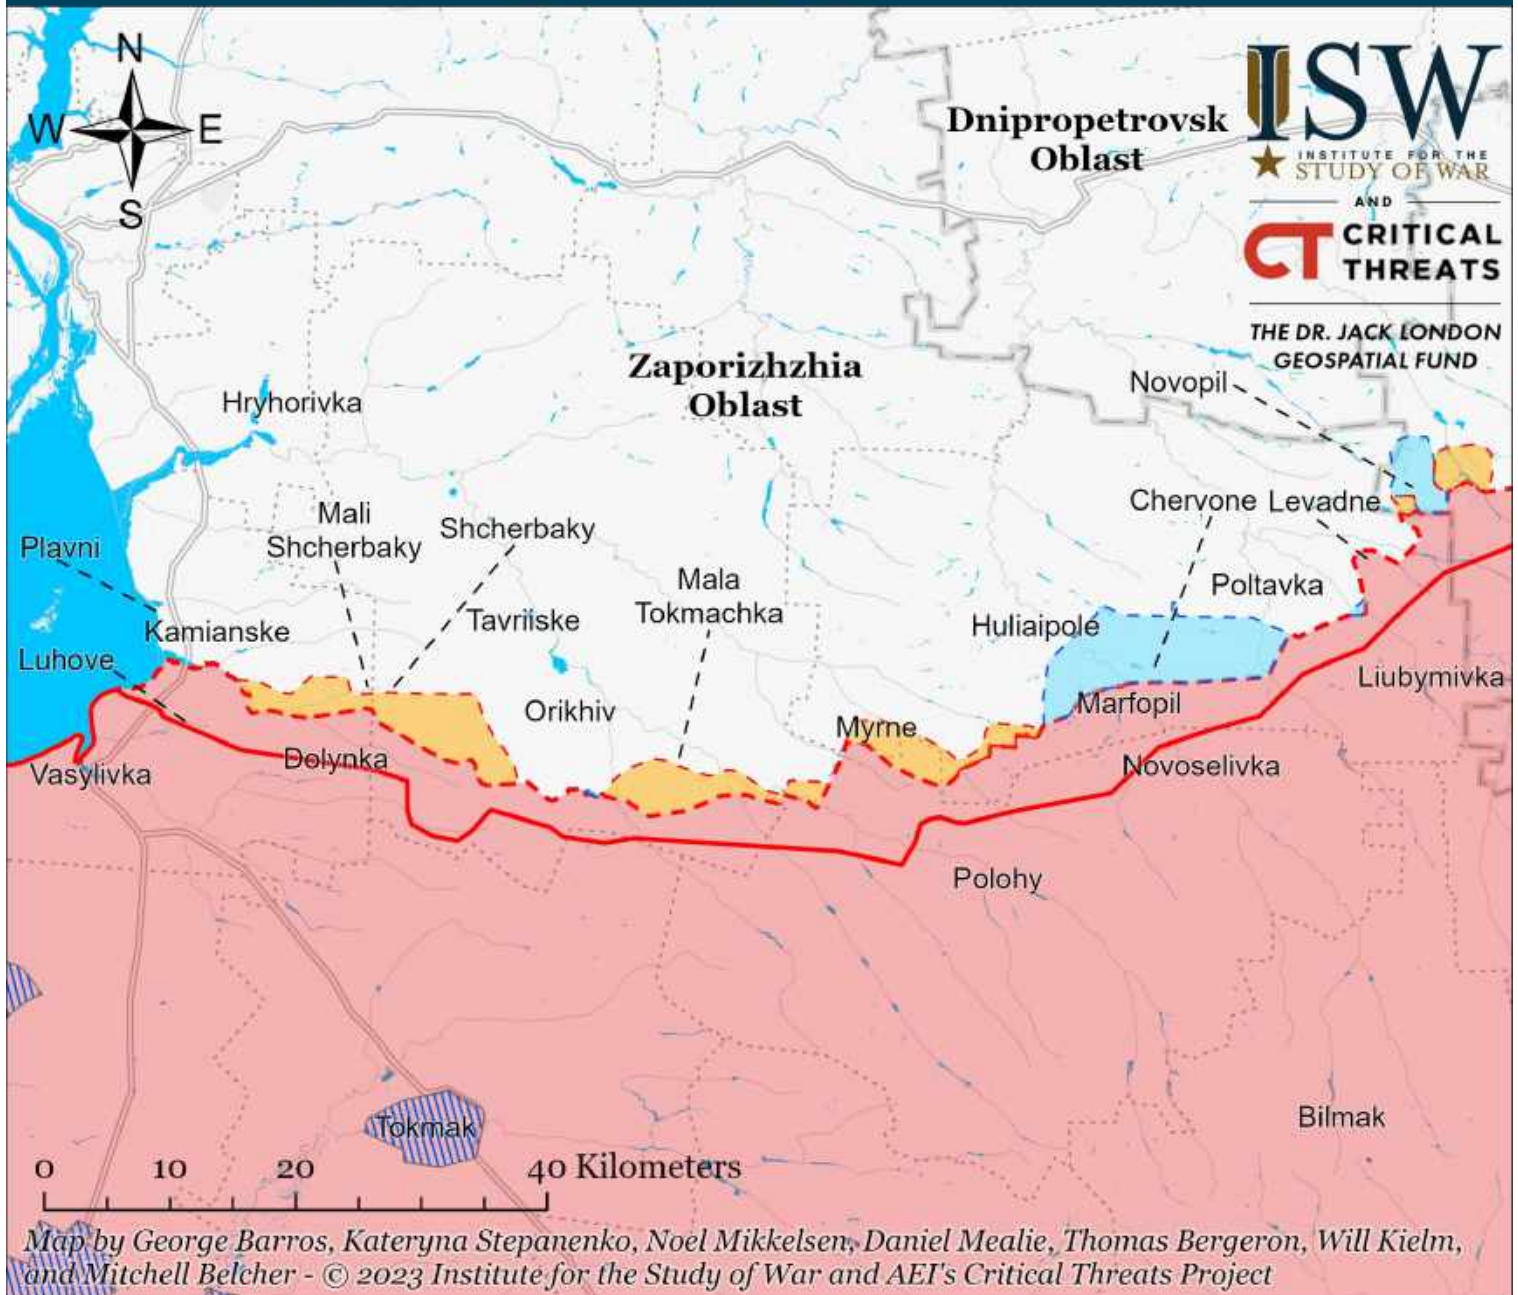 N
W E
S
ISW
INSTITUTE FOR THE
STUDY OF WAR
AND
CT CRITICAL
THREATS
THE DR. JACK LONDON
GEOSPATIAL FUND
Dnipropetrovsk
Oblast
Zaporizhzhia
Oblast
Novopil
Hryhorivka
Chervone
Levadne
Mali
Shcherbaky
Shcherbaky
Plavni
Mala
Tokmachka
Poltavka
Tavriiske
Huliaipole
Kamianske
Luhove
Liubymivka
Orikhiv
Marfopil
Myrne
Dolynka
Vasylivka
Novoselivka
Polohy
Bilmak
Tokmak
0 10 20 40 Kilometers
Map by George Barros, Kateryna Stepanenko, Noel Mikkelsen, Daniel Mealie, Thomas Bergeron, Will Kielm,
and Mitchell Belcher - © 2023 Institute for the Study of War and AEI's Critical Threats Project